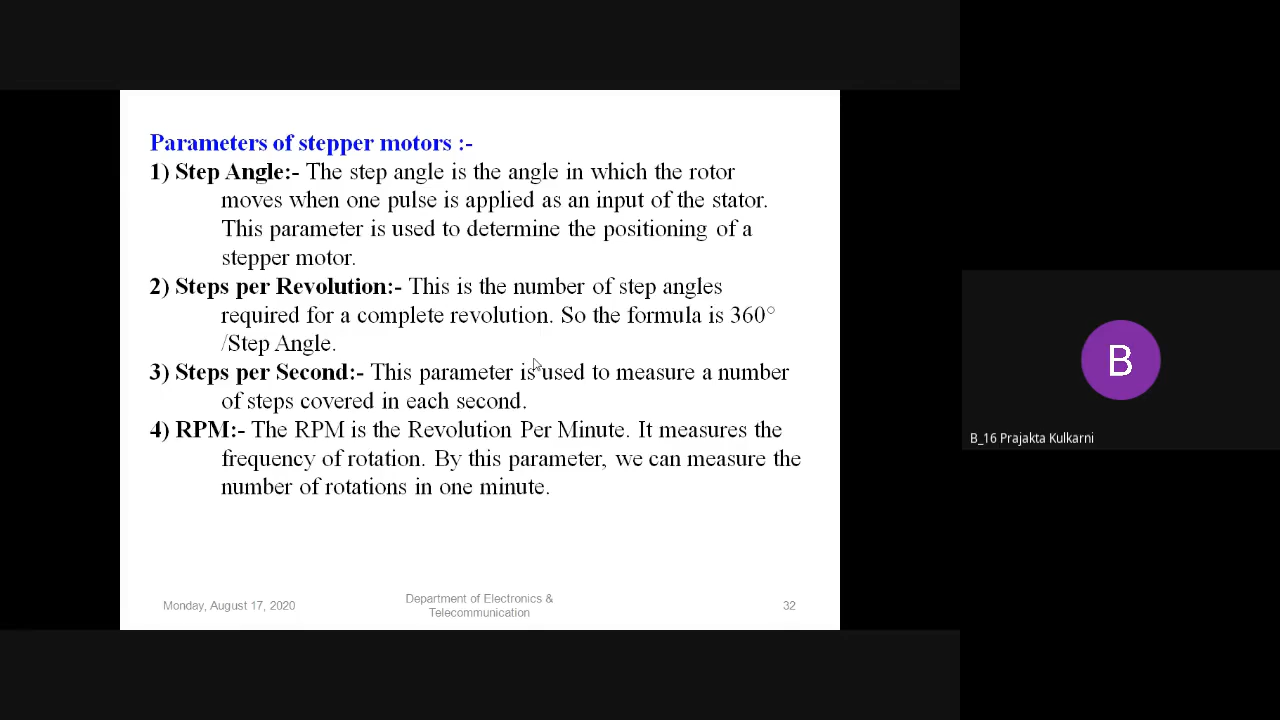 Parameters of stepper motors :-
1) Step Angle:- The step angle is the angle in which the rotor
moves when one pulse is applied as an input of the stator.
This parameter is used to determine the positioning of a
stepper motor.
2) Steps per Revolution:- This is the number of step angles
required for a complete revolution. So the formula is 360°
/Step Angle.
3) Steps per Second:- This parameter is used to measure a number
of steps covered in each second.
4) RPM:- The RPM is the Revolution Per Minute. It measures the
frequency of rotation. By this parameter, we can measure the
number of rotations in one minute.
Monday, August 17, 2020
Department of Electronics &
Telecommunication
32
B
B_16 Prajakta Kulkarni